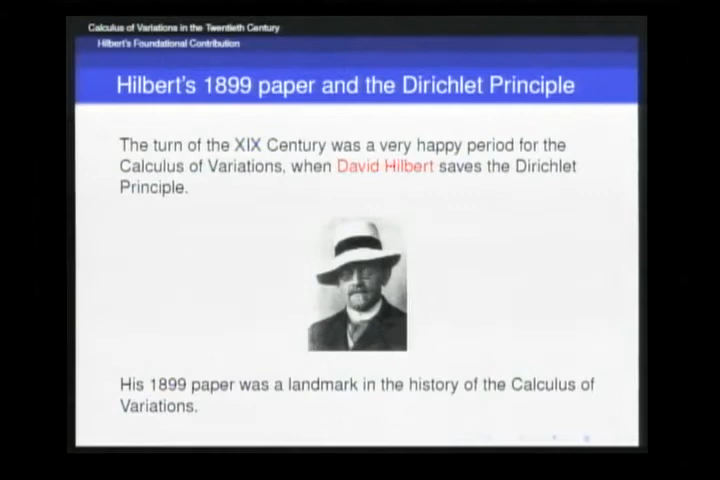 Calculus of Variations in the Twentieth Century
Hilbert's Foundational Contribution
Hilbert's 1899 paper and the Dirichlet Principle
The turn of the XIX Century was a very happy period for the
Calculus of Variations, when David Hilbert saves the Dirichlet
Principle.
His 1899 paper was a landmark in the history of the Calculus of
Variations.